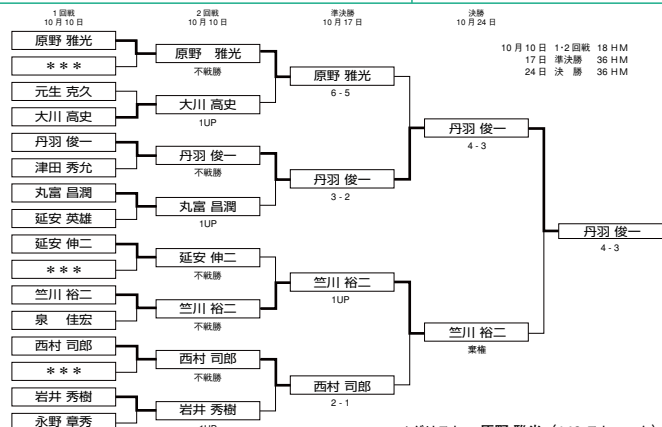 1回戦
10月10日
2回戦
10月10日
準決勝
10月17日
決勝
10月24日
10月10日 1・2回戦 18HM
17日 準決勝 36HM
24日 決 勝 36HM
原野 雅光
＊＊＊
元生 克久
大川 高史
丹羽 俊一
津田 秀允
丸富 昌潤
延安 英雄
延安 伸二
＊＊＊
竺川 裕二
泉 佳宏
西村 司郎
＊＊＊
岩井 秀樹
永野 章秀
原野 雅光
不戦勝
大川 高史
1UP
丹羽 俊一
不戦勝
丸富 昌潤
1UP
延安 伸二
不戦勝
竺川 裕二
不戦勝
西村 司郎
不戦勝
岩井 秀樹
原野 雅光
6 - 5
丹羽 俊一
3 - 2
竺川 裕二
1UP
西村 司郎
2 - 1
丹羽 俊一
4 - 3
竺川 裕二
棄権
丹羽 俊一
4 - 3
原野 雅光